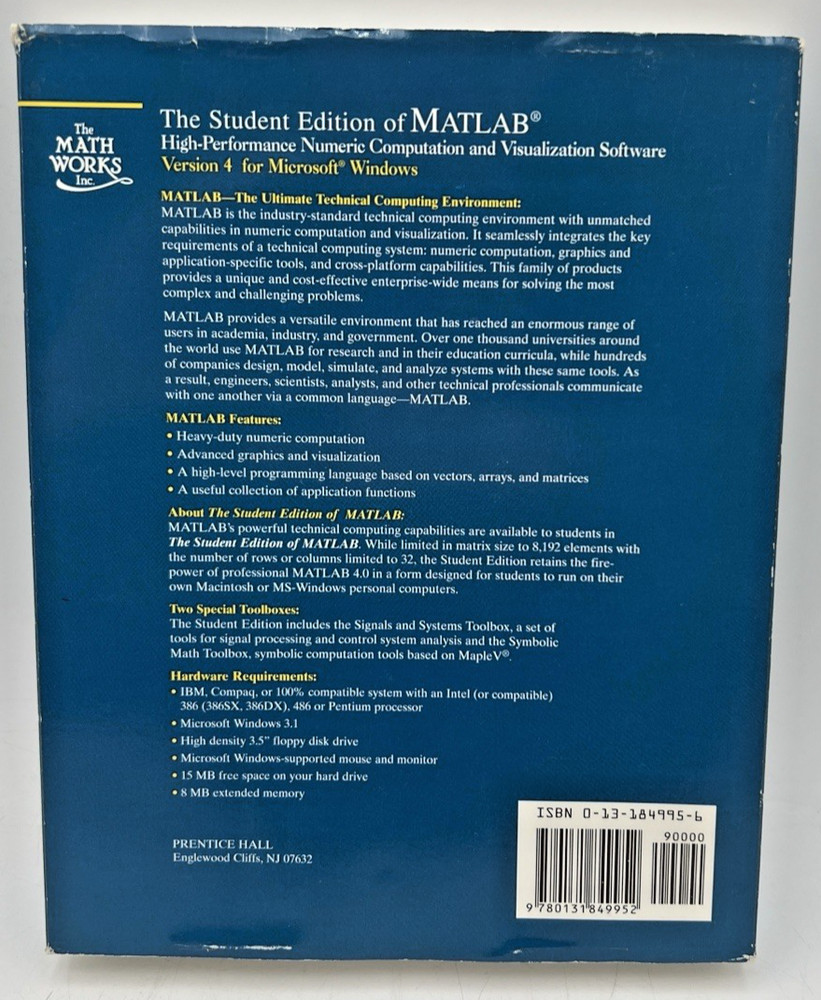 The
MATH
WORKS
Inc.
The Student Edition of MATLAB®
High-Performance Numeric Computation and Visualization Software
Version 4 for Microsoft® Windows
MATLAB—The Ultimate Technical Computing Environment:
MATLAB is the industry-standard technical computing environment with unmatched
capabilities in numeric computation and visualization. It seamlessly integrates the key
requirements of a technical computing system: numeric computation, graphics and
application-specific tools, and cross-platform capabilities. This family of products
provides a unique and cost-effective enterprise-wide means for solving the most
complex and challenging problems.
MATLAB provides a versatile environment that has reached an enormous range of
users in academia, industry, and government. Over one thousand universities around
the world use MATLAB for research and in their education curricula, while hundreds
of companies design, model, simulate, and analyze systems with these same tools. As
a result, engineers, scientists, analysts, and other technical professionals communicate
with one another via a common language—MATLAB.
MATLAB Features:
• Heavy-duty numeric computation
• Advanced graphics and visualization
• A high-level programming language based on vectors, arrays, and matrices
• A useful collection of application functions
About The Student Edition of MATLAB:
MATLAB's powerful technical computing capabilities are available to students in
The Student Edition of MATLAB. While limited in matrix size to 8,192 elements with
the number of rows or columns limited to 32, the Student Edition retains the fire-
power of professional MATLAB 4.0 in a form designed for students to run on their
own Macintosh or MS-Windows personal computers.
Two Special Toolboxes:
The Student Edition includes the Signals and Systems Toolbox, a set of
tools for signal processing and control system analysis and the Symbolic
Math Toolbox, symbolic computation tools based on MapleV®.
Hardware Requirements:
• IBM, Compaq, or 100% compatible system with an Intel (or compatible)
386 (386SX, 386DX), 486 or Pentium processor
• Microsoft Windows 3.1
• High density 3.5" floppy disk drive
• Microsoft Windows-supported mouse and monitor
• 15 MB free space on your hard drive
• 8 MB extended memory
PRENTICE HALL
Englewood Cliffs, NJ 07632
ISBN 0-13-184995-6
90000
9 780131 849952